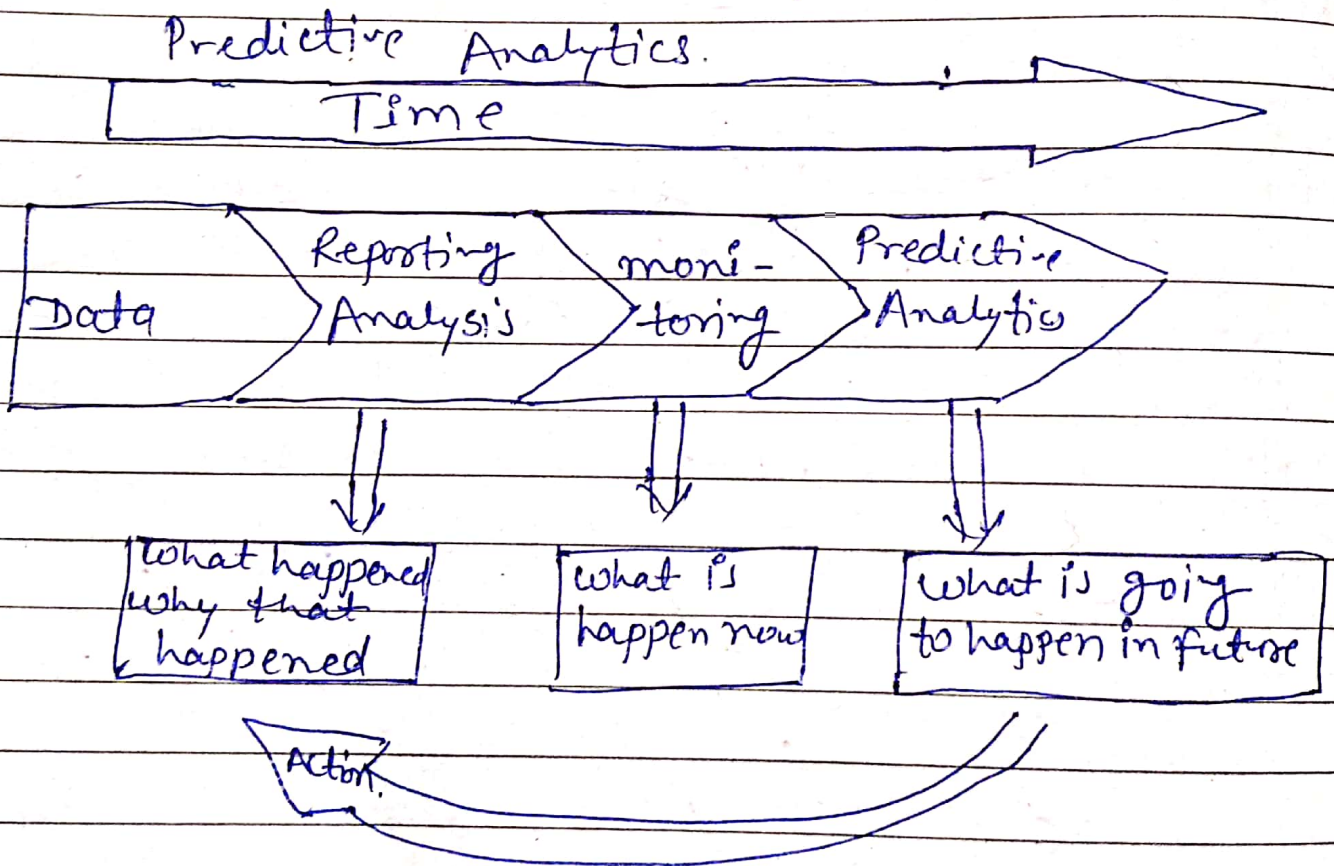 Predictive Analytics.
Time
Data
Reporting
Analysis
moni-
toring
Predictive
Analytics
What happened
why that
happened
what is
happen now
what is goig
to happen in future
Action.